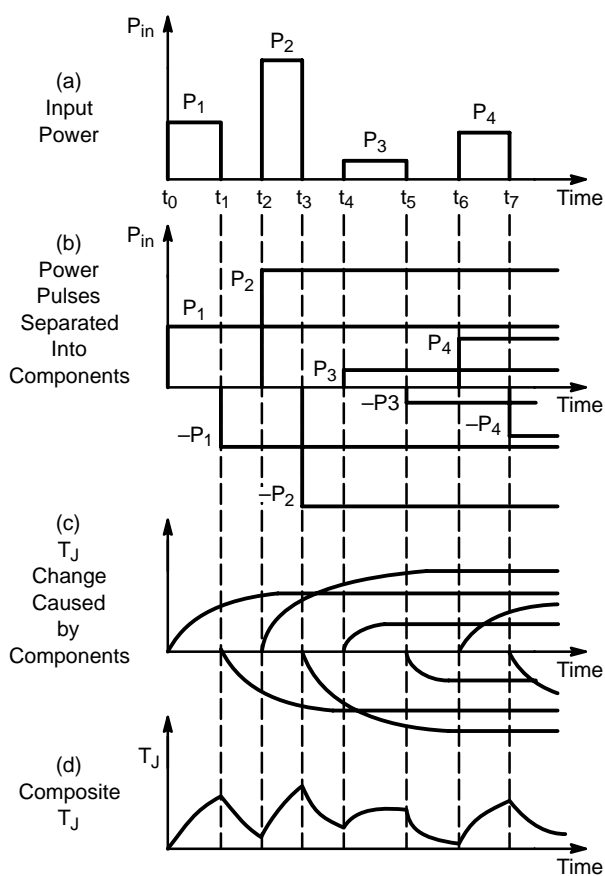 P_in
(a)
Input
Power
P_1
P_2
P_3
P_4
t_0 t_1 t_2 t_3 t_4 t_5 t_6 t_7 Time
(b)
Power
Pulses
Separated
Into
Components
P_in
P_2
P_1
P_4
P_3
Time
–P3
–P_1
–P_4
–P_2
(c)
T_J
Change
Caused
by
Components
Time
(d)
Composite
T_J
T_J
Time